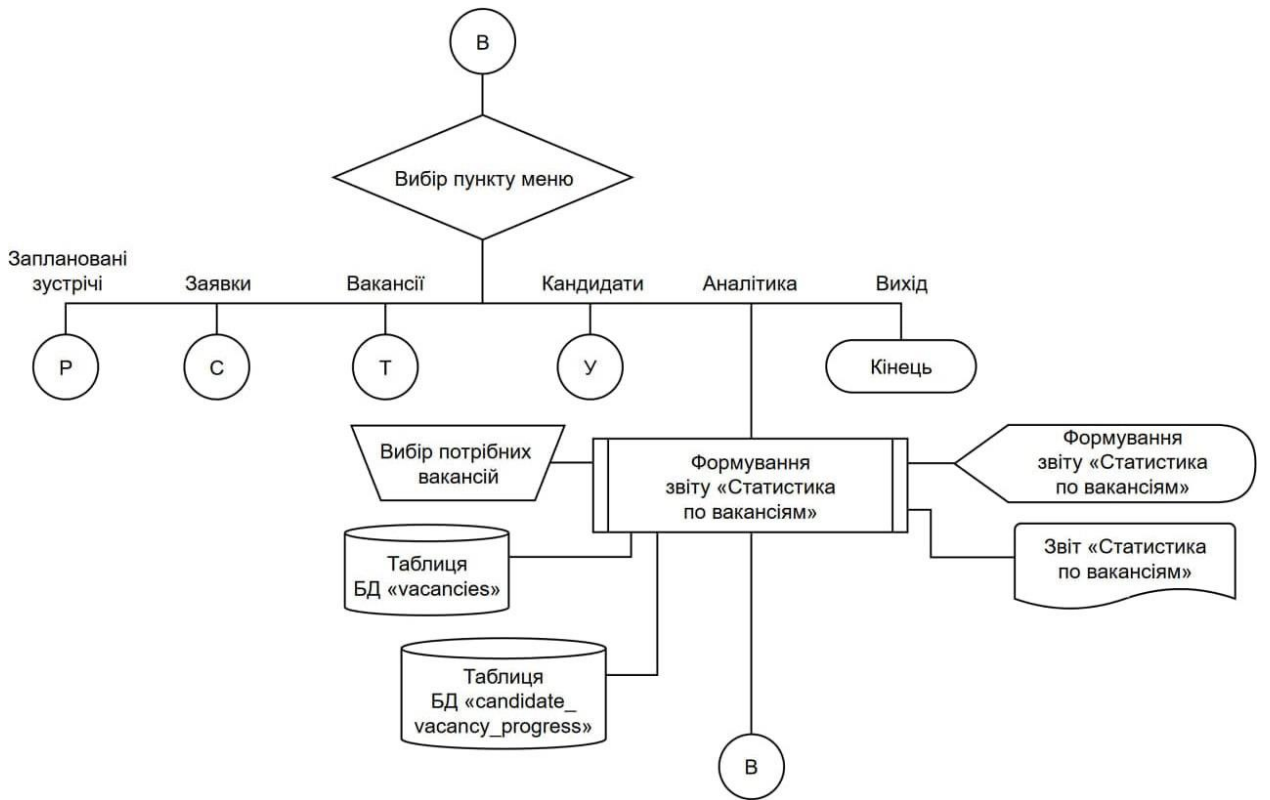 В
Вибір пункту меню
Заплановані
зустрічі
Заявки
Вакансії
Кандидати
Аналітика
Вихід
Р
С
Т
У
Кінець
Вибір потрібних
вакансій
Формування
звіту «Статистика
по вакансіям»
Формування
звіту «Статистика
по вакансіям»
Таблиця
БД «vacancies»
Звіт «Статистика
по вакансіям»
Таблиця
БД «candidate_
vacancy_progress»
В